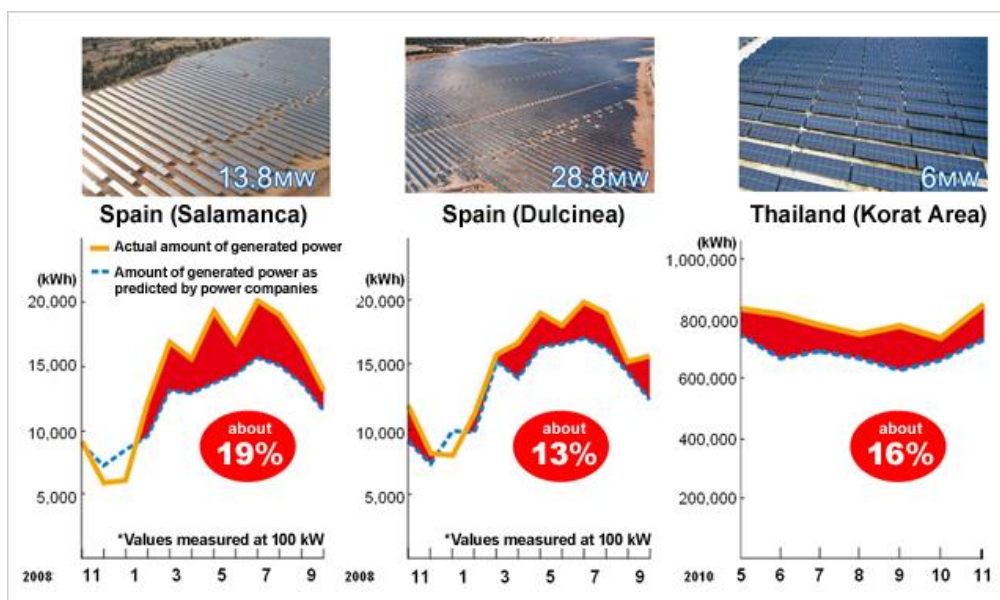 13.8MW
28.8MW
6MW
Spain (Salamanca)
Spain (Dulcinea)
Thailand (Korat Area)
Actual amount of generated power
Amount of generated power as
predicted by power companies
(kWh)
20,000
15,000
10,000
5,000
about
19%
*Values measured at 100 kW
2008 11 1 3 5 7 9
(kWh)
20,000
15,000
10,000
5,000
about
13%
*Values measured at 100 kW
2008 11 1 3 5 7 9
(kWh)
1,000,000
800,000
600,000
400,000
200,000
about
16%
2010 5 6 7 8 9 10 11